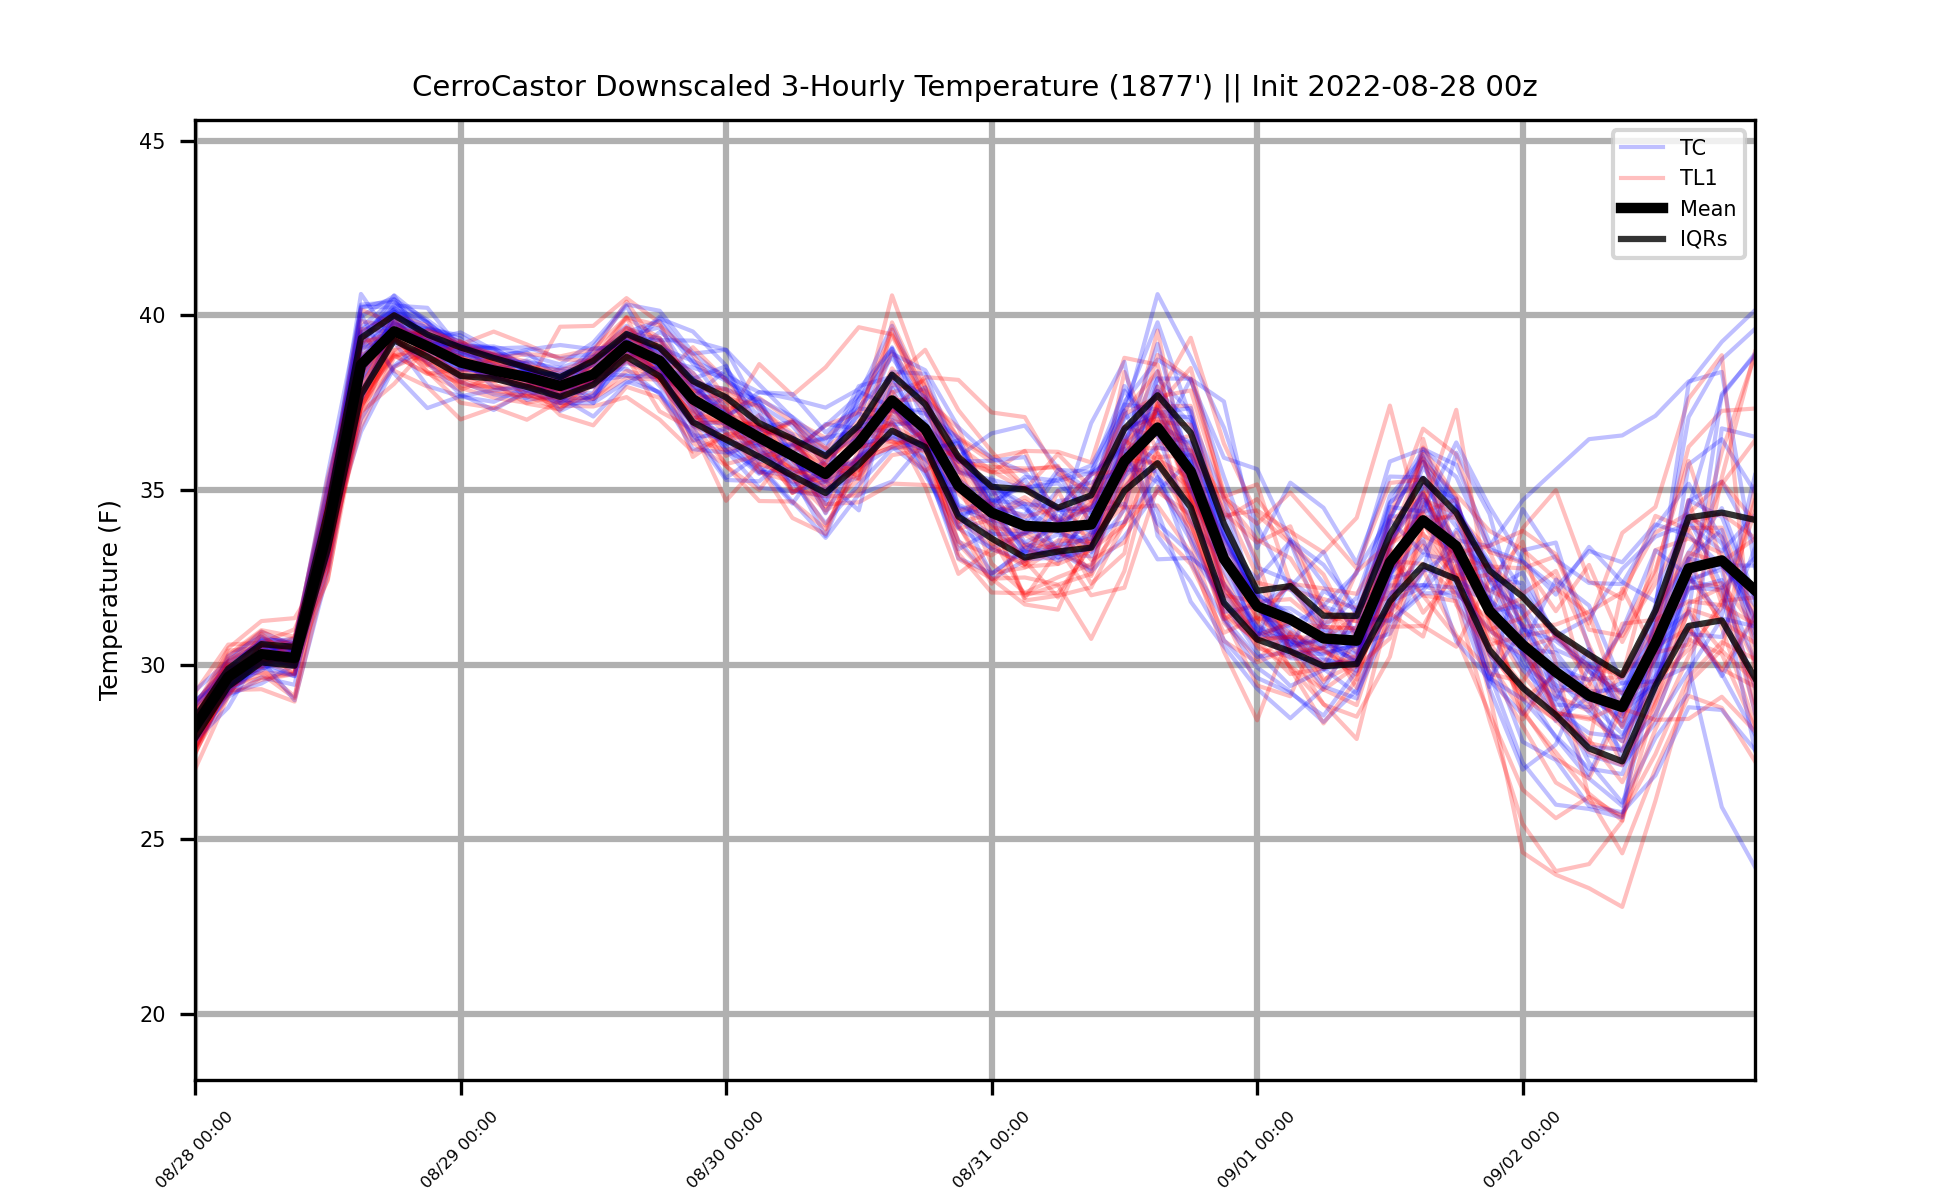 CerroCastor Downscaled 3-Hourly Temperature (1877') || Init 2022-08-28 00z
TC
TL1
Mean
IQRs
Temperature (F)
45
40
35
30
25
20
08/28 00:00
08/29 00:00
08/30 00:00
08/31 00:00
09/01 00:00
09/02 00:00